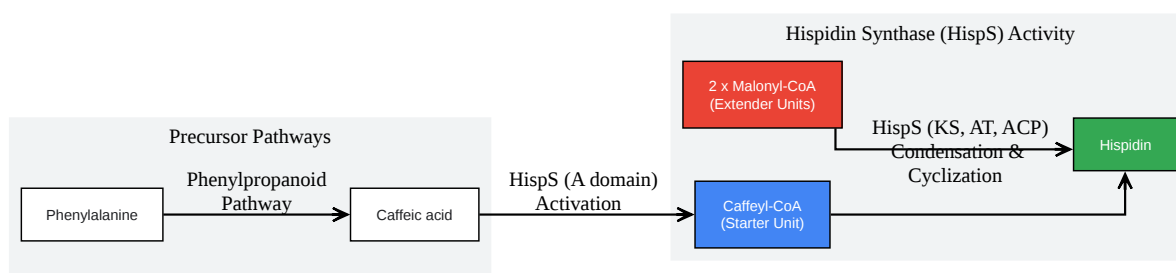 Hispidin Synthase (HispS) Activity
2 x Malonyl-CoA
(Extender Units)
HispS (KS, AT, ACP)
Condensation &
Cyclization
Hispidin
Precursor Pathways
Phenylalanine
Phenylpropanoid
Pathway
Caffeic acid
HispS (A domain)
Activation
Caffeyl-CoA
(Starter Unit)